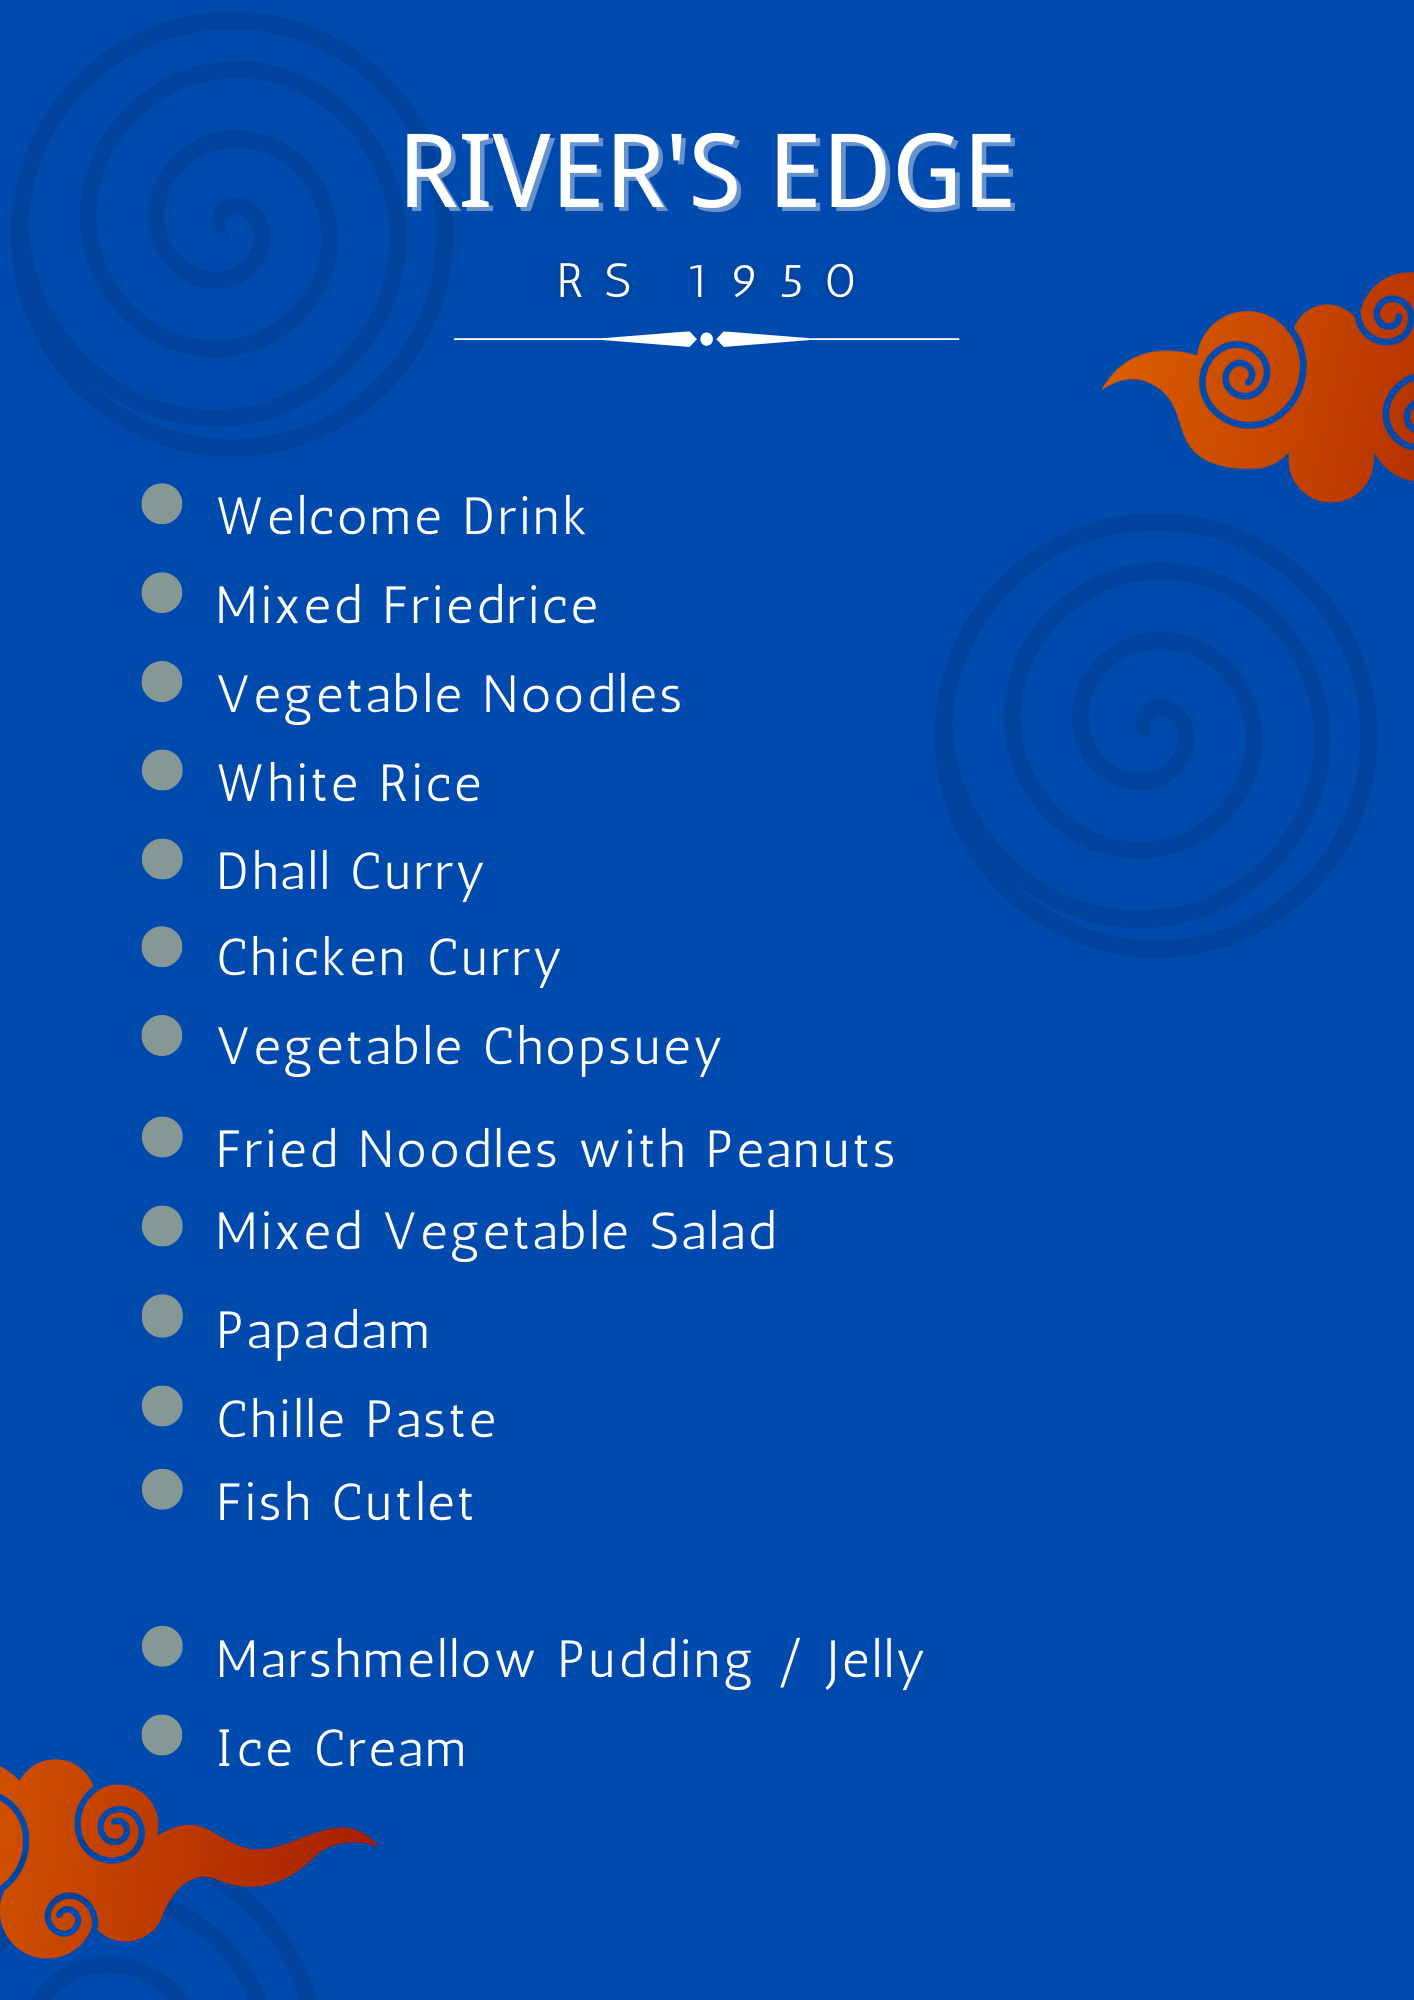 RIVER'S EDGE
RS 1950
Welcome Drink
Mixed Friedrice
Vegetable Noodles
White Rice
Dhall Curry
Chicken Curry
Vegetable Chopsuey
Fried Noodles with Peanuts
Mixed Vegetable Salad
Papadam
Chille Paste
Fish Cutlet
Marshmellow Pudding / Jelly
Ice Cream